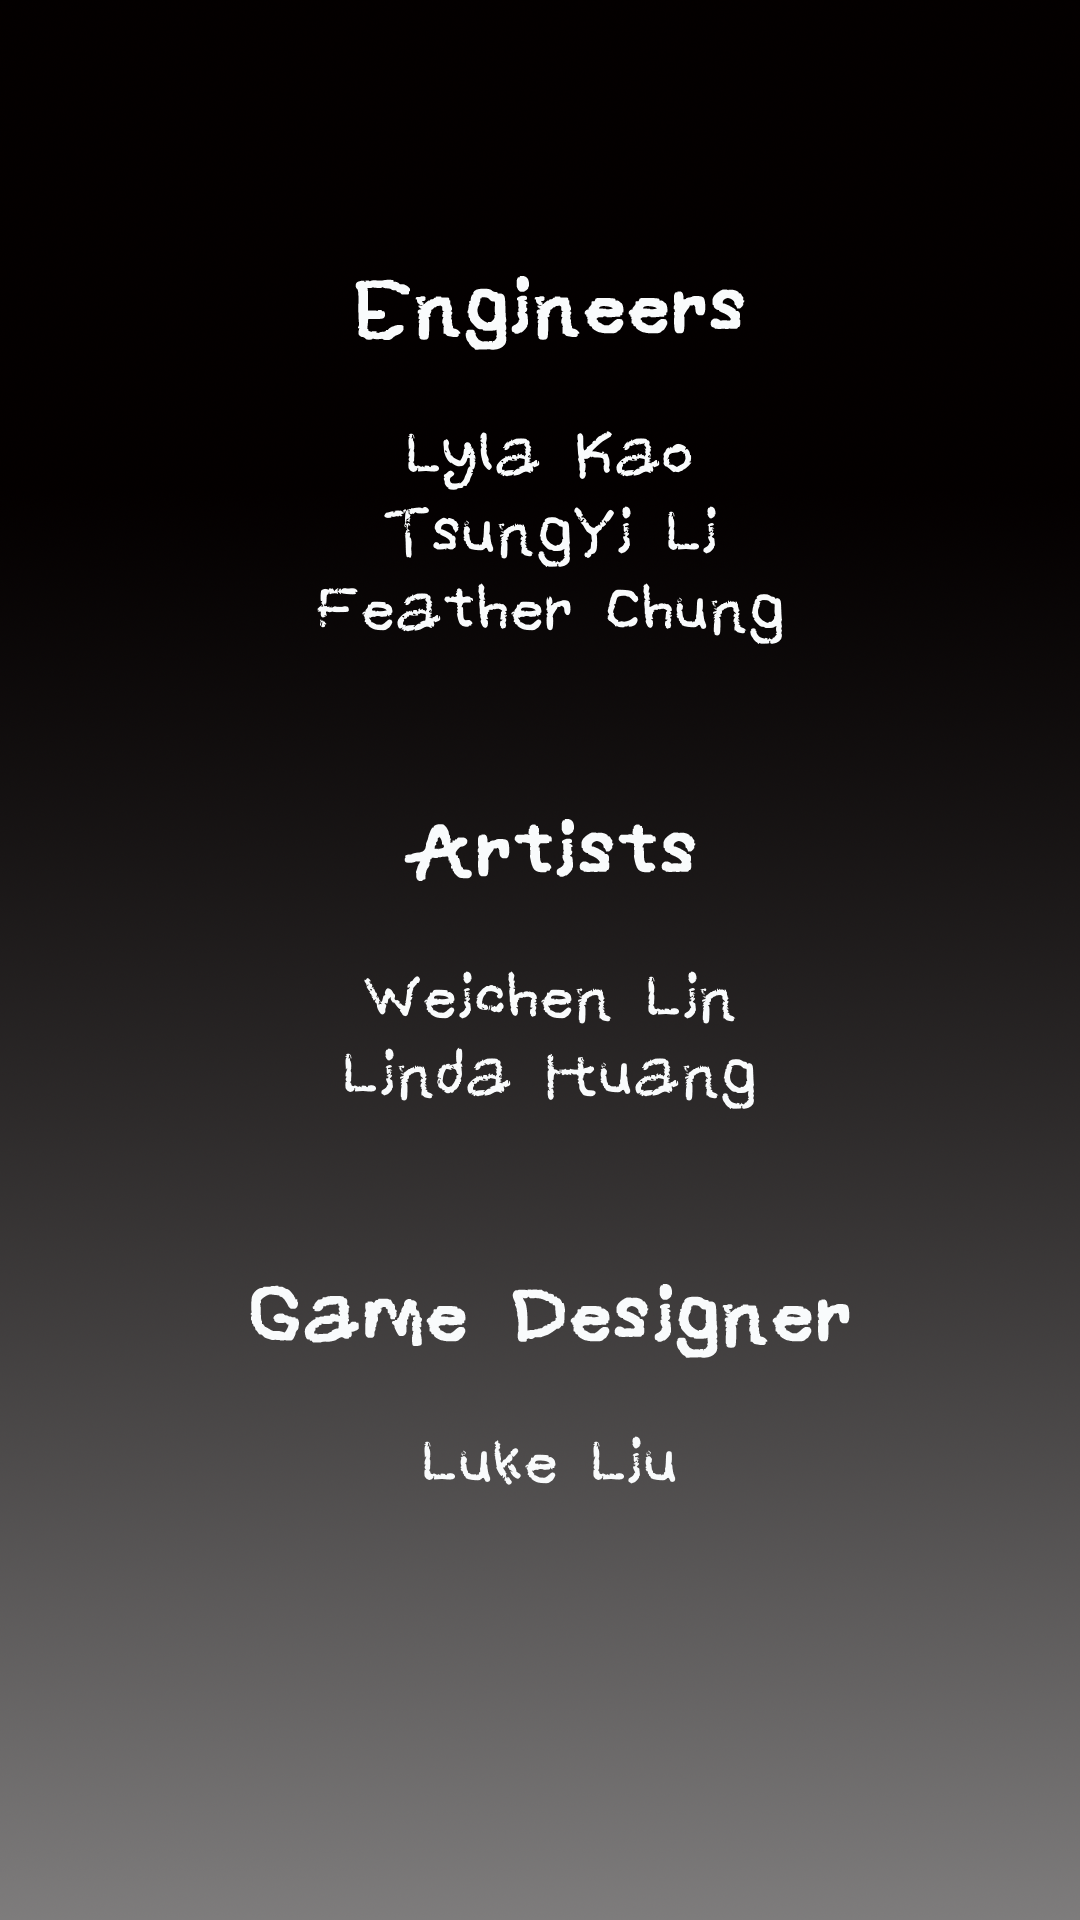 Engineers
Lyla Kao
TsungYi Li
Feather Chung
Artists
Weichen Lin
Linda Huang
Game Designer
Luke Liu